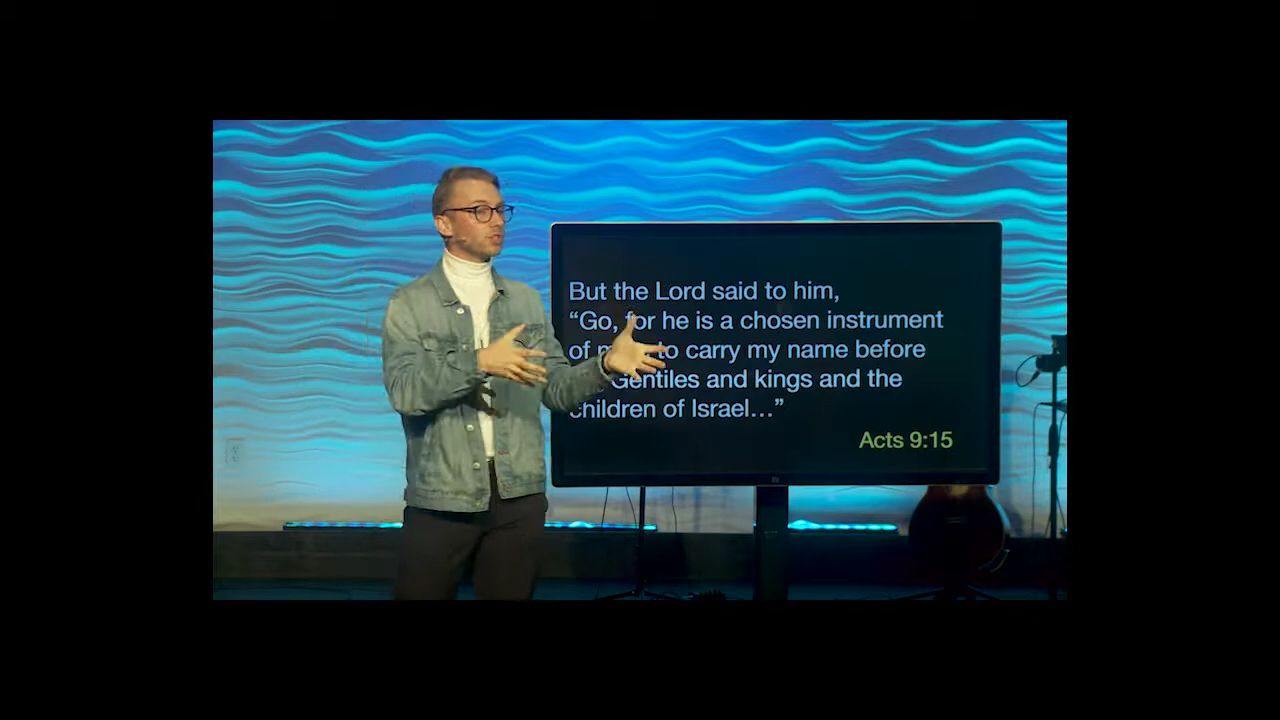 But the Lord said to him,
“Go, for he is a chosen instrument
of to carry my name before
Gentiles and kings and the
children of Israel…”
Acts 9:15